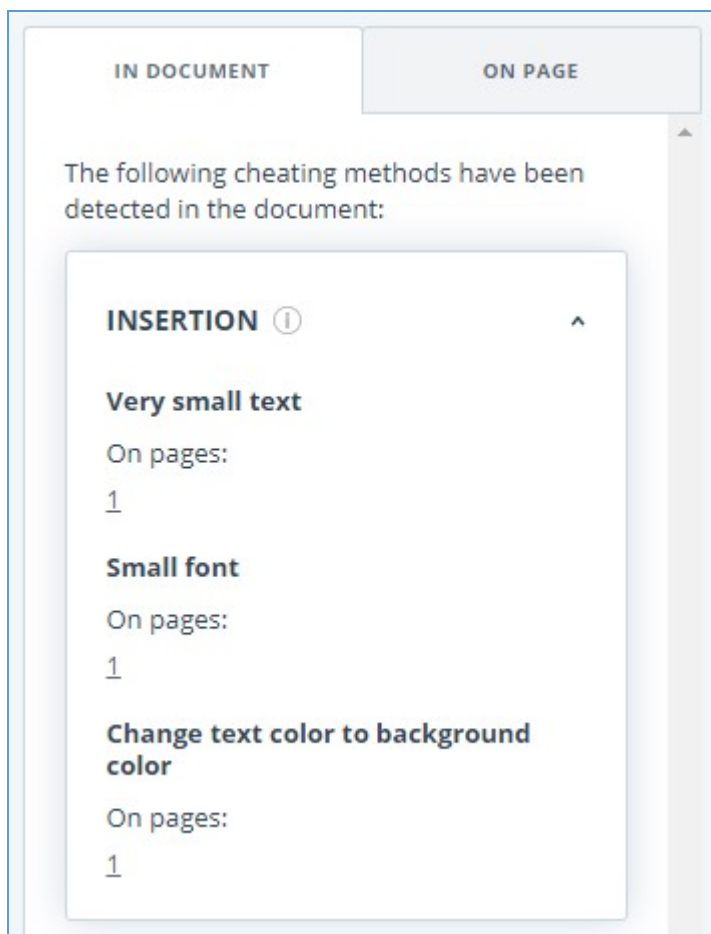 IN DOCUMENT
ON PAGE
The following cheating methods have been
detected in the document:
INSERTION
Very small text
On pages:
1
Small font
On pages:
1
Change text color to background
color
On pages:
1